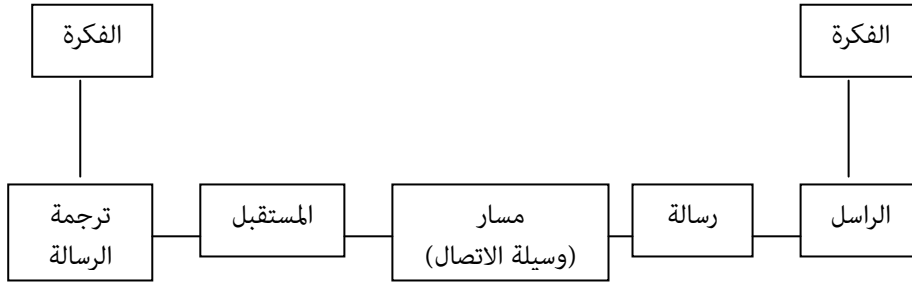 الفكرة
الفكرة
الراسل
رسالة
مسار
(وسيلة الاتصال)
المستقبل
ترجمة
الرسالة